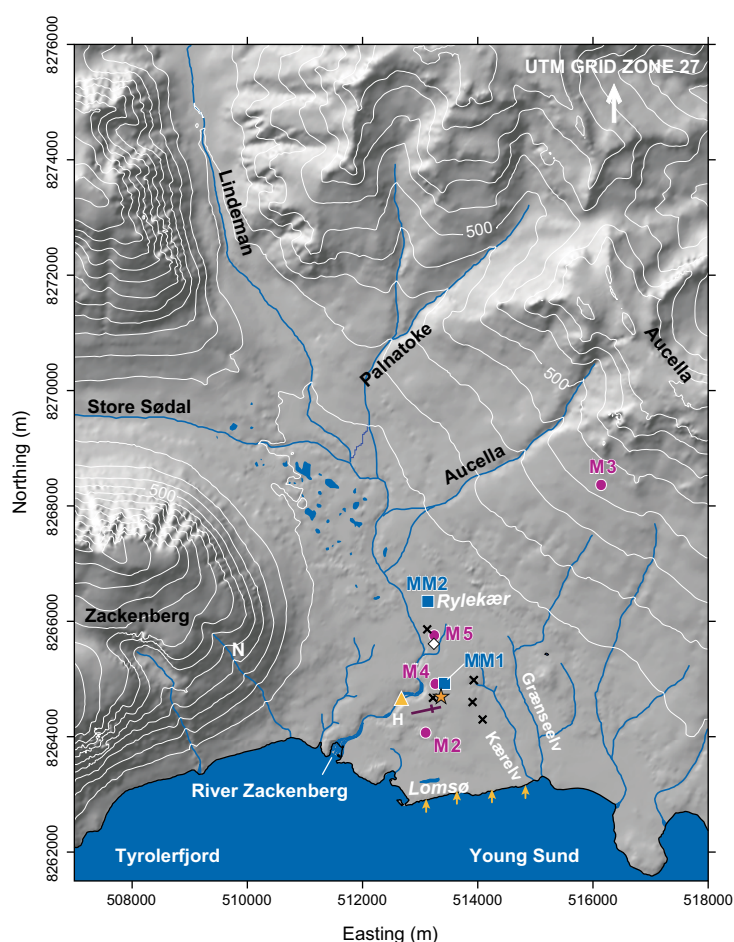 8276000
UTM GRID ZONE 27
8274000
Lindeman
500
8272000
Palnatoke
Aucella
500
8270000
Store Sødal
Northing (m)
Aucella
M3
8268000
500
MM2
Rylekær
8266000
Zackenberg
M5
N
M4
MM1
Grænseelv
H
8264000
M2
Kærelv
River Zackenberg
Lomsø
8262000
Tyrolerfjord
Young Sund
508000
510000
512000
514000
516000
518000
Easting (m)